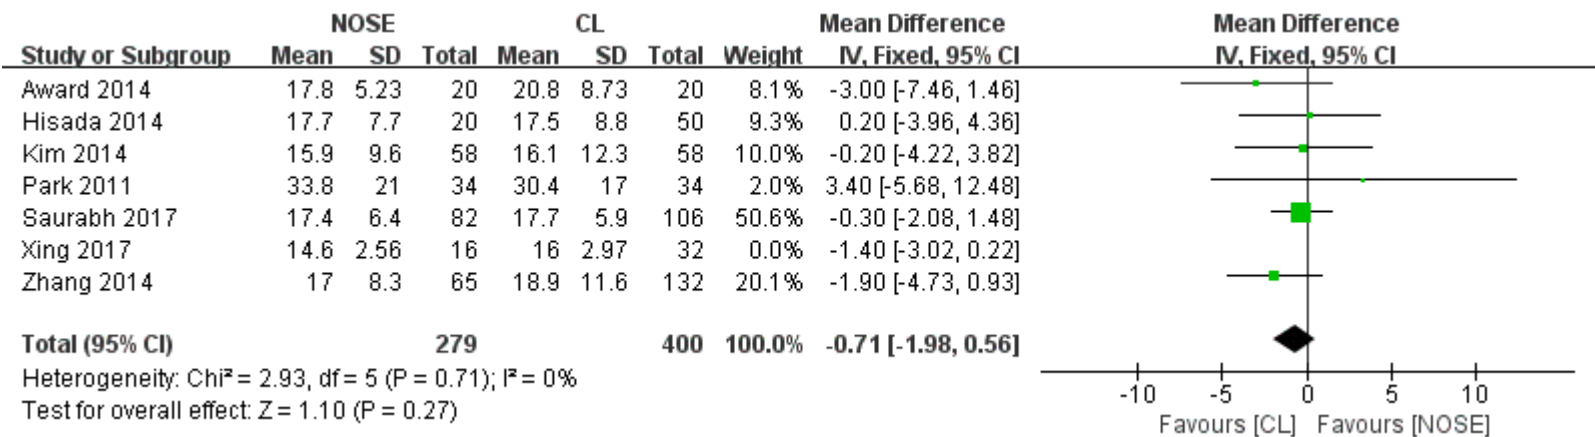 NOSE CL Mean Difference Mean Difference
Study or Subgroup Mean SD Total Mean SD Total Weight IV, Fixed, 95% CI IV, Fixed, 95% CI
Award 2014 17.8 5.23 20 20.8 8.73 20 8.1% -3.00 [-7.46, 1.46]
Hisada 2014 17.7 7.7 20 17.5 8.8 50 9.3% 0.20 [-3.96, 4.36]
Kim 2014 15.9 9.6 58 16.1 12.3 58 10.0% -0.20 [-4.22, 3.82]
Park 2011 33.8 21 34 30.4 17 34 2.0% 3.40 [-5.68, 12.48]
Saurabh 2017 17.4 6.4 82 17.7 5.9 106 50.6% -0.30 [-2.08, 1.48]
Xing 2017 14.6 2.56 16 16 2.97 32 0.0% -1.40 [-3.02, 0.22]
Zhang 2014 17 8.3 65 18.9 11.6 132 20.1% -1.90 [-4.73, 0.93]
Total (95% CI) 279 400 100.0% -0.71 [-1.98, 0.56]
Heterogeneity: Chi² = 2.93, df = 5 (P = 0.71); I² = 0%
Test for overall effect: Z = 1.10 (P = 0.27)
-10 -5 0 5 10
Favours [CL] Favours [NOSE]